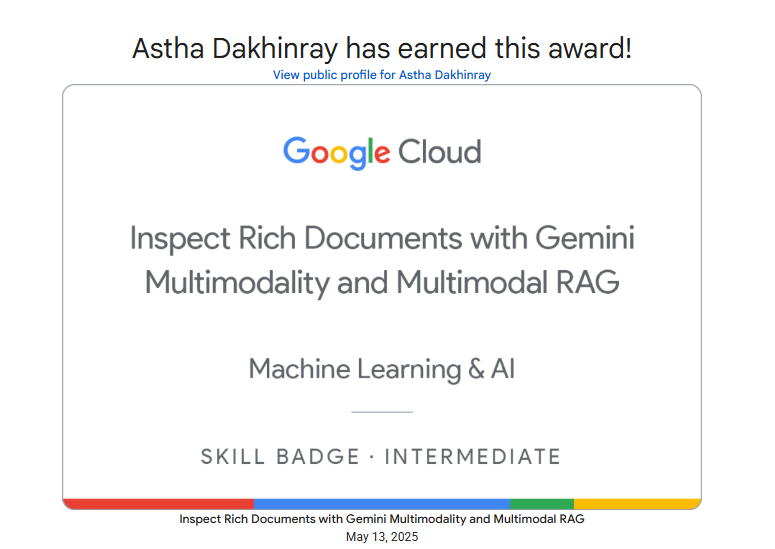 Astha Dakhinray has earned this award!
View public profile for Astha Dakhinray
Google Cloud
Inspect Rich Documents with Gemini
Multimodality and Multimodal RAG
Machine Learning & AI
SKILL BADGE · INTERMEDIATE
Inspect Rich Documents with Gemini Multimodality and Multimodal RAG
May 13, 2025